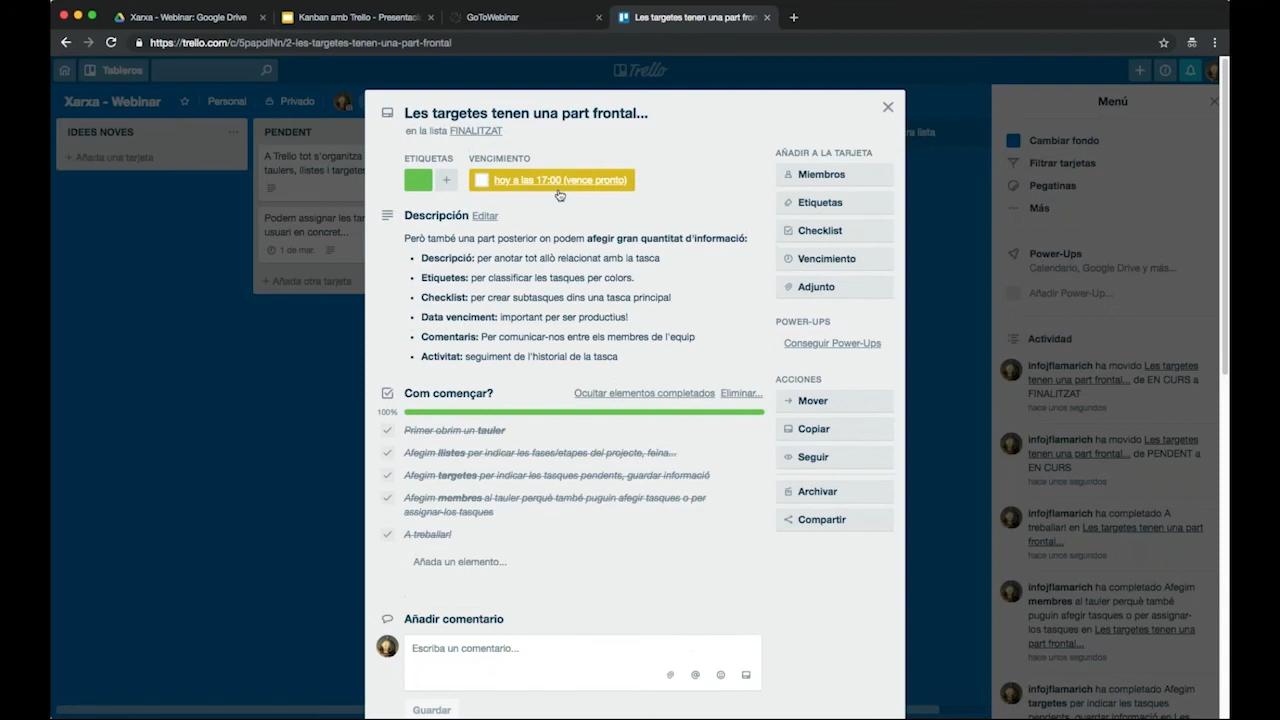 Xarxa - Webinar: Google Drive
Kanban amb Trello - Presentac
GoToWebinar
Les targetes tenen una part fron
https://trello.com/c/5papdlNn/2-les-targetes-tenen-una-part-frontal
Tableros
Trello
Xarxa - Webinar
Personal
Privado
ra lista
IDEES NOVES
Añada una tarjeta
PENDENT
A Trello tot s'organitza
taulers, llistes i targetes
Podem assignar les tar
usuari en concret...
1 de mar.
Añada otra tarjeta
Les targetes tenen una part frontal...
en la lista FINALITZAT
ETIQUETAS
VENCIMIENTO
hoy a las 17:00 (vence pronto)
Descripción Editar
Però també una part posterior on podem afegir gran quantitat d'informació:
• Descripció: per anotar tot allò relacionat amb la tasca
• Etiquetes: per classificar les tasques per colors.
• Checklist: per crear subtasques dins una tasca principal
• Data venciment: important per ser productius!
• Comentaris: Per comunicar-nos entre els membres de l'equip
• Activitat: seguiment de l'historial de la tasca
Com començar?
Ocultar elementos completados
Eliminar...
100%
Primer obrim un tauler
Afegim llistes per indicar les fases/etapes del projecte, feina...
Afegim targetes per indicar les tasques pendents, guardar informació
Afegim membres al tauler perquè també puguin afegir tasques o per
assignar-los tasques
A treballar!
Añada un elemento...
Añadir comentario
Escriba un comentario...
Guardar
AÑADIR A LA TARJETA
Miembros
Etiquetas
Checklist
Vencimiento
Adjunto
POWER-UPS
Conseguir Power-Ups
ACCIONES
Mover
Copiar
Seguir
Archivar
Compartir
Menú
Cambiar fondo
Filtrar tarjetas
Pegatinas
Más
Power-Ups
Calendario, Google Drive y más...
Añadir Power-Up...
Actividad
infojflamarich ha movido Les
targetes tenen una part
frontal... de EN CURS a
FINALITZAT
hace unos segundos
infojflamarich ha movido Les
targetes tenen una part
frontal... de PENDENT a
EN CURS
hace unos segundos
infojflamarich ha completado A
treballar! en Les targetes tenen una part
frontal...
hace unos segundos
infojflamarich ha completado Afegim
membres al tauler perquè també
puguin afegir tasques o per assignar-
los tasques en Les targetes tenen una
part frontal...
hace unos segundos
infojflamarich ha completado Afegim
targetes per indicar les tasques
pendents, guardar informació en Les